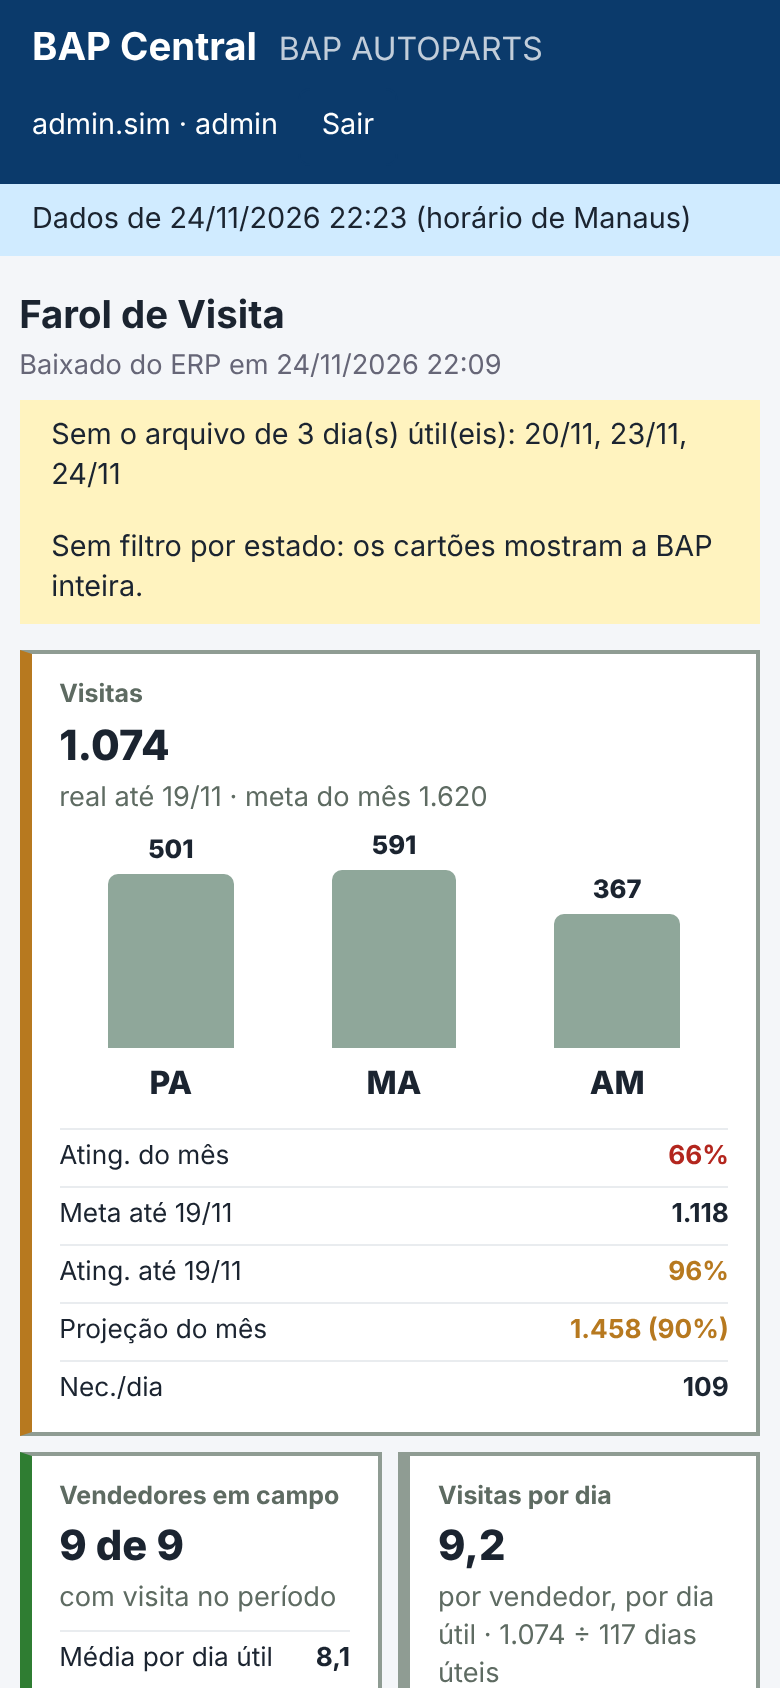 BAP Central BAP AUTOPARTS
admin.sim · admin Sair
Dados de 24/11/2026 22:23 (horário de Manaus)
Farol de Visita
Baixado do ERP em 24/11/2026 22:09
Sem o arquivo de 3 dia(s) útil(eis): 20/11, 23/11,
24/11
Sem filtro por estado: os cartões mostram a BAP
inteira.
Visitas
1.074
real até 19/11 · meta do mês 1.620
501 591 367
PA MA AM
Ating. do mês 66%
Meta até 19/11 1.118
Ating. até 19/11 96%
Projeção do mês 1.458 (90%)
Nec./dia 109
Vendedores em campo
9 de 9
com visita no período
Média por dia útil 8,1
Visitas por dia
9,2
por vendedor, por dia
útil · 1.074 ÷ 117 dias
úteis